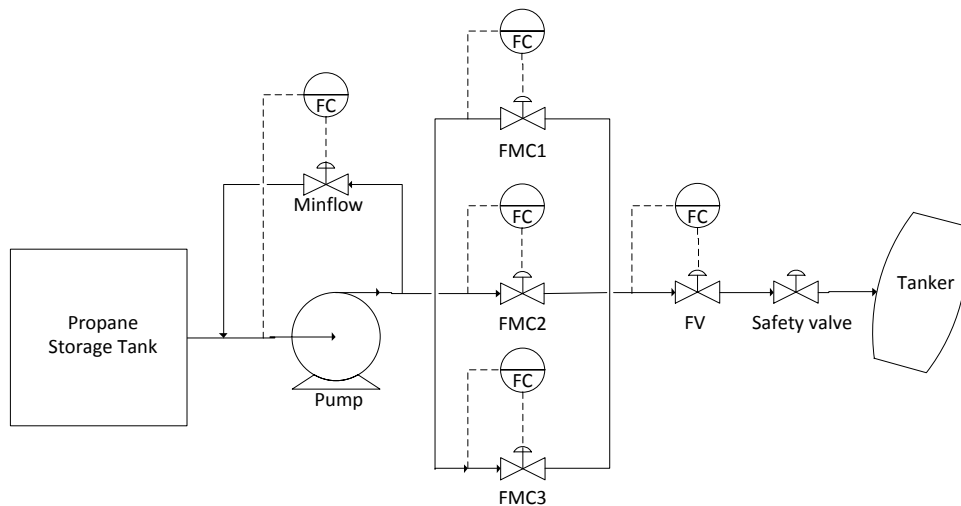 FC
FMC1
FC
Minflow
FC
FMC2
FC
FV
Safety valve
Tanker
Propane
Storage Tank
Pump
FC
FMC3